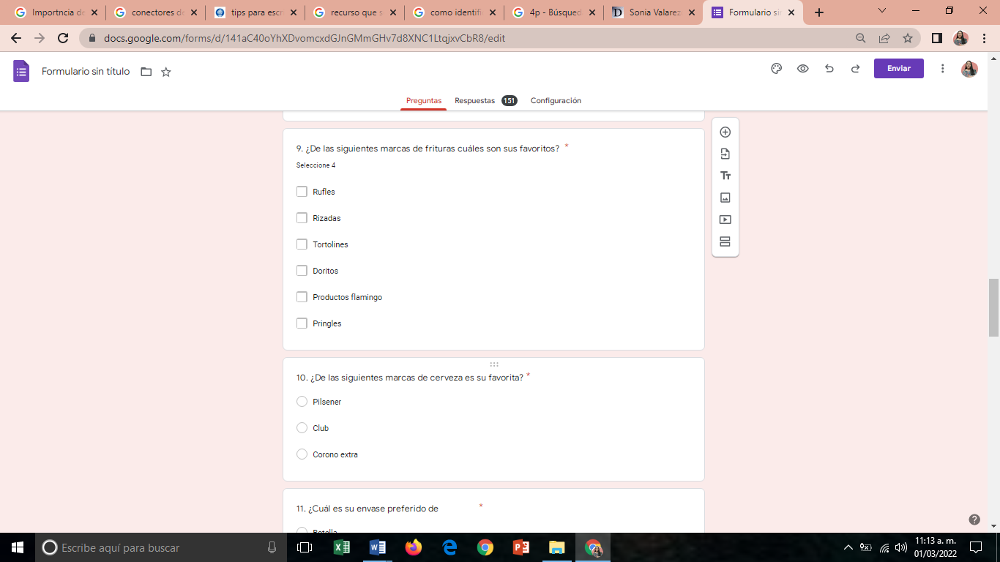 Importncia de
conectores de
tips para escr
recurso que s
como identifi
4p - Búsqued
Sonia Valarez
Formulario sin
docs.google.com/forms/d/141aC40oYhXDvomcxdGJnGMmGHv7d8XNC1LtqjxvCbR8/edit
Formulario sin título
Enviar
Preguntas Respuestas 151 Configuración
9. ¿De las siguientes marcas de frituras cuáles son sus favoritos? *
Seleccione 4
Rufles
Rizadas
Tortolines
Doritos
Productos flamingo
Pringles
10. ¿De las siguientes marcas de cerveza es su favorita? *
Pilsener
Club
Corono extra
11. ¿Cuál es su envase preferido de *
Botella
Escribe aquí para buscar
11:13 a. m.
01/03/2022